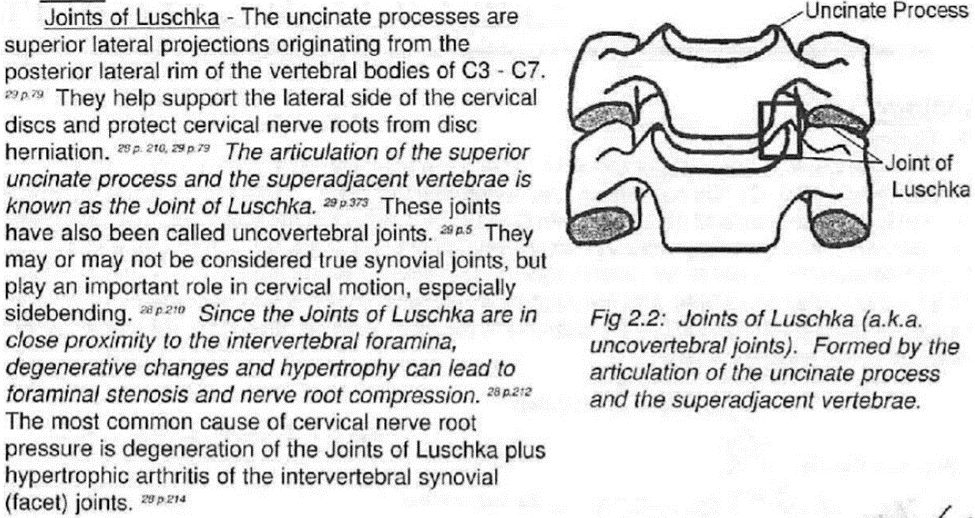 Joints of Luschka - The uncinate processes are
superior lateral projections originating from the
posterior lateral rim of the vertebral bodies of C3 - C7.
29 p.79 They help support the lateral side of the cervical
discs and protect cervical nerve roots from disc
herniation. 28 p. 210, 29 p.79 The articulation of the superior
uncinate process and the superadjacent vertebrae is
known as the Joint of Luschka. 29 p.373 These joints
have also been called uncovertebral joints. 29 p.5 They
may or may not be considered true synovial joints, but
play an important role in cervical motion, especially
sidebending. 28 p.210 Since the Joints of Luschka are in
close proximity to the intervertebral foramina,
degenerative changes and hypertrophy can lead to
foraminal stenosis and nerve root compression. 28 p.212
The most common cause of cervical nerve root
pressure is degeneration of the Joints of Luschka plus
hypertrophic arthritis of the intervertebral synovial
(facet) joints. 28 p.214
Uncinate Process
Joint of
Luschka
Fig 2.2: Joints of Luschka (a.k.a.
uncovertebral joints). Formed by the
articulation of the uncinate process
and the superadjacent vertebrae.